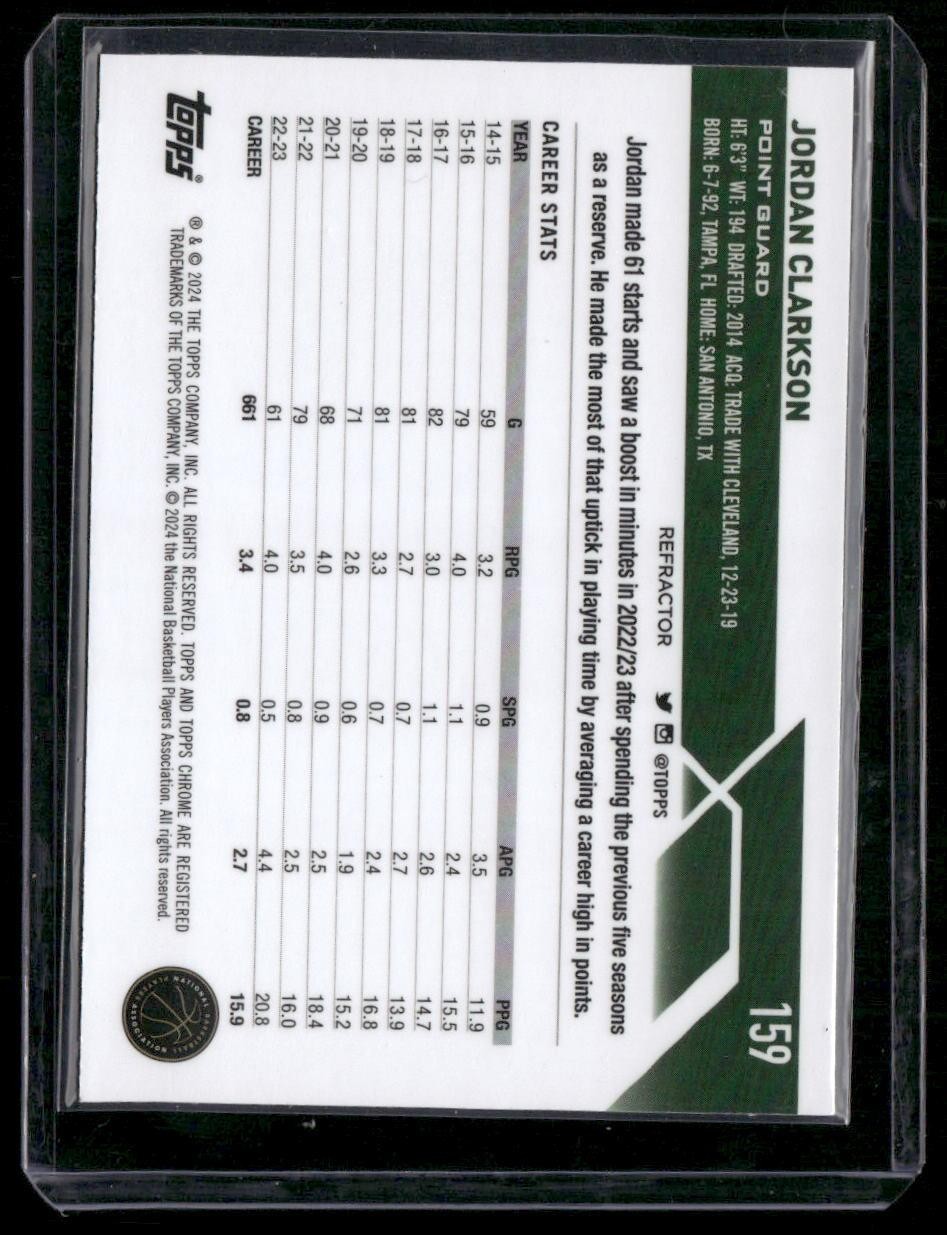 JORDAN CLARKSON
159
POINT GUARD
HT: 6'3" WT: 194 DRAFTED: 2014 ACQ: TRADE WITH CLEVELAND, 12-23-19
BORN: 6-7-92, TAMPA, FL HOME: SAN ANTONIO, TX
REFRACTOR @TOPPS
Jordan made 61 starts and saw a boost in minutes in 2022/23 after spending the previous five seasons
as a reserve. He made the most of that uptick in playing time by averaging a career high in points.
CAREER STATS
YEAR G RPG SPG APG PPG
14-15 59 3.2 0.9 3.5 11.9
15-16 79 4.0 1.1 2.4 15.5
16-17 82 3.0 1.1 2.6 14.7
17-18 81 2.7 0.7 2.7 13.9
18-19 81 3.3 0.7 2.4 16.8
19-20 71 2.6 0.6 1.9 15.2
20-21 68 4.0 0.9 2.5 18.4
21-22 79 3.5 0.8 2.5 16.0
22-23 61 4.0 0.5 4.4 20.8
CAREER 661 3.4 0.8 2.7 15.9
topps®
® & © 2024 THE TOPPS COMPANY, INC. ALL RIGHTS RESERVED. TOPPS AND TOPPS CHROME ARE REGISTERED
TRADEMARKS OF THE TOPPS COMPANY, INC. © 2024 the National Basketball Players Association. All rights reserved.
NATIONAL BASKETBALL PLAYERS ASSOCIATION